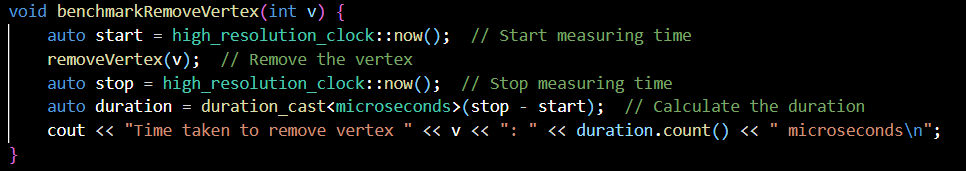 void benchmarkRemoveVertex(int v) {
    auto start = high_resolution_clock::now();  // Start measuring time
    removeVertex(v);  // Remove the vertex
    auto stop = high_resolution_clock::now();  // Stop measuring time
    auto duration = duration_cast<microseconds>(stop - start);  // Calculate the duration
    cout << "Time taken to remove vertex " << v << ": " << duration.count() << " microseconds\n";
}